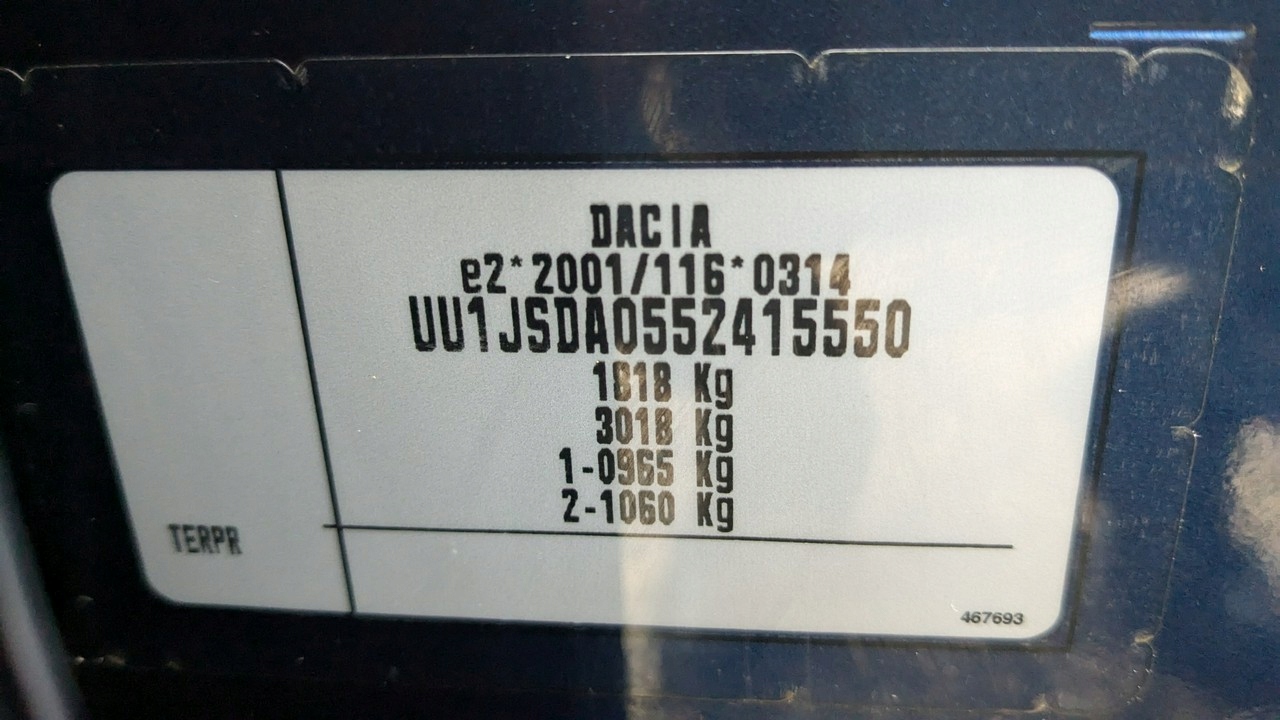 DACIA
e2*2001/116*0314
UU1JSDA0552415550
1818 Kg
3018 Kg
1-0965 Kg
2-1060 Kg
TERPR
467693